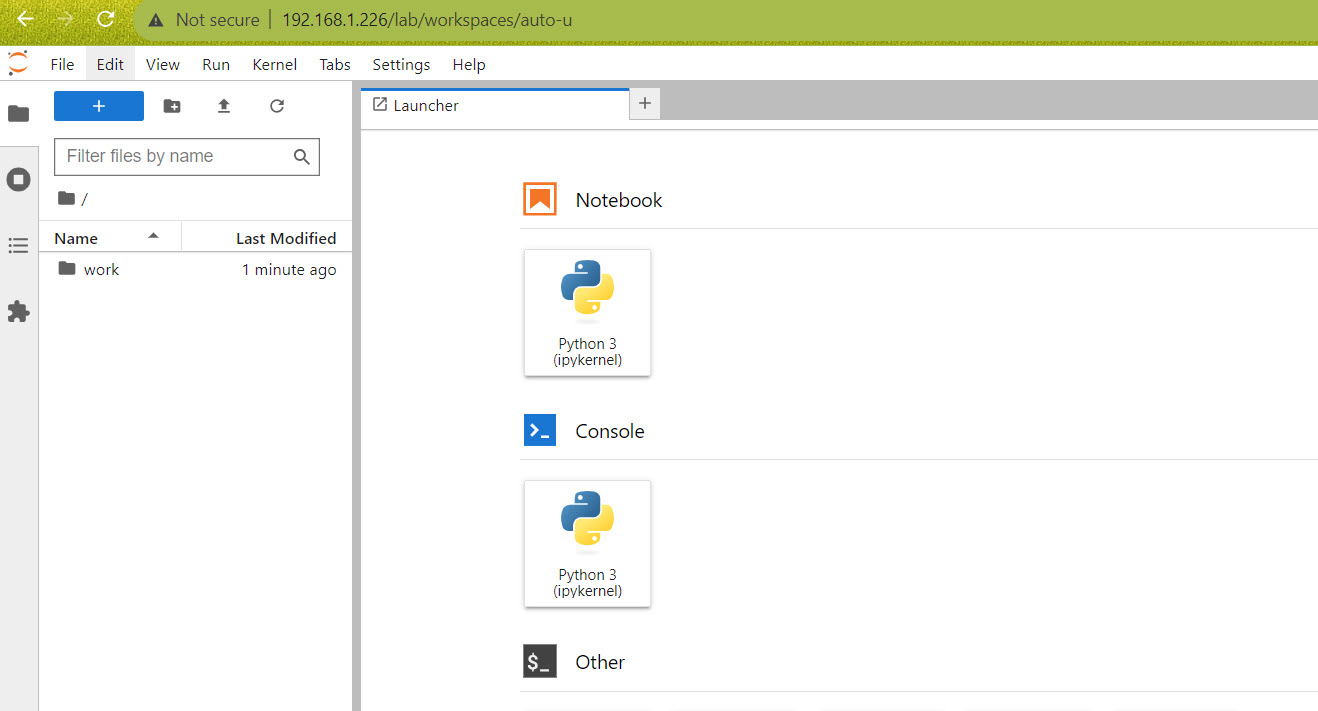 Not secure 192.168.1.226/lab/workspaces/auto-u
File Edit View Run Kernel Tabs Settings Help
+
Launcher +
Filter files by name
/
Name Last Modified
work 1 minute ago
Notebook
Python 3
(ipykernel)
Console
Python 3
(ipykernel)
$_ Other